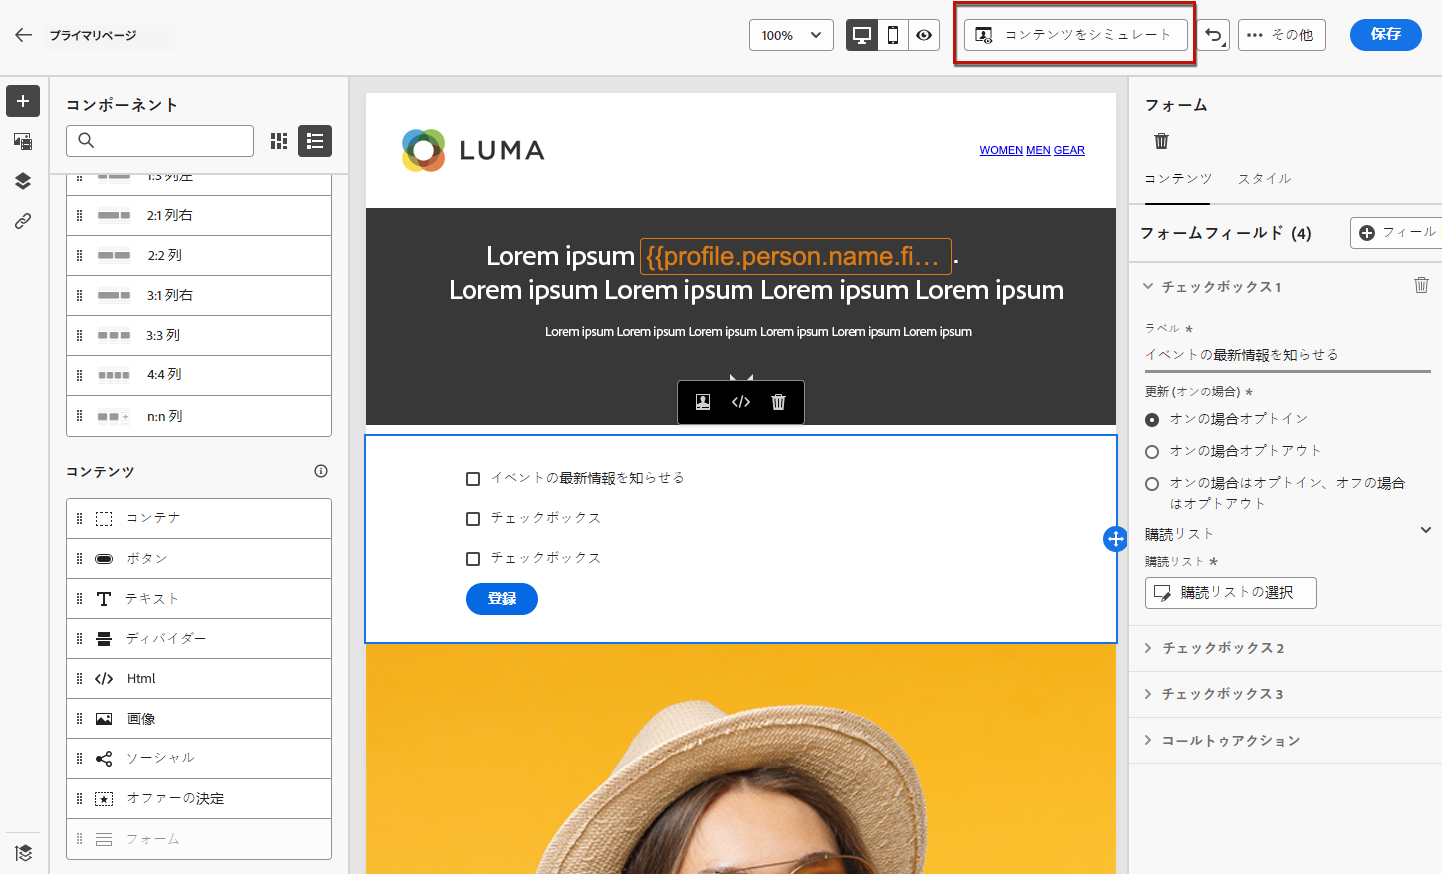 プライマリページ
100%
コンテンツをシミュレート
その他
保存
コンポーネント
1:3 列左
2:1 列右
2:2 列
3:1 列右
3:3 列
4:4 列
n:n 列
コンテンツ
コンテナ
ボタン
テキスト
ディバイダー
Html
画像
ソーシャル
オファーの決定
フォーム
LUMA
WOMEN MEN GEAR
Lorem ipsum {{profile.person.name.fi... .
Lorem ipsum Lorem ipsum Lorem ipsum Lorem ipsum
Lorem ipsum Lorem ipsum Lorem ipsum Lorem ipsum Lorem ipsum Lorem ipsum
イベントの最新情報を知らせる
チェックボックス
チェックボックス
登録
フォーム
コンテンツ スタイル
フォームフィールド (4)
フィール
チェックボックス 1
ラベル *
イベントの最新情報を知らせる
更新 (オンの場合) *
オンの場合オプトイン
オンの場合オプトアウト
オンの場合はオプトイン、オフの場合
はオプトアウト
購読リスト
購読リスト *
購読リストの選択
チェックボックス 2
チェックボックス 3
コールトゥアクション